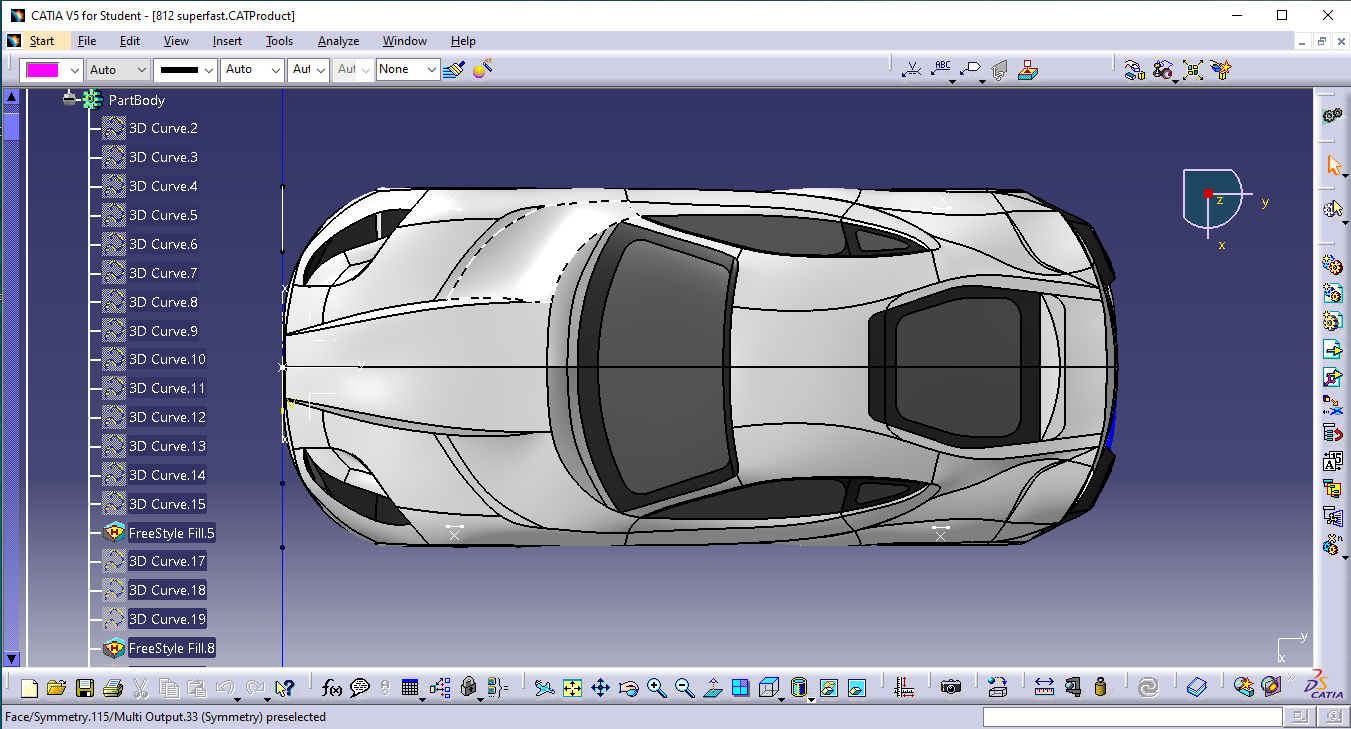 CATIA V5 for Student - [812 superfast.CATProduct]
Start File Edit View Insert Tools Analyze Window Help
Auto Auto Aut Aut None
ABC
PartBody
3D Curve.2
3D Curve.3
3D Curve.4
3D Curve.5
3D Curve.6
3D Curve.7
3D Curve.8
3D Curve.9
3D Curve.10
3D Curve.11
3D Curve.12
3D Curve.13
3D Curve.14
3D Curve.15
FreeStyle Fill.5
3D Curve.17
3D Curve.18
3D Curve.19
FreeStyle Fill.8
z
y
x
y
x
f(x)
CATIA
Face/Symmetry.115/Multi Output.33 (Symmetry) preselected